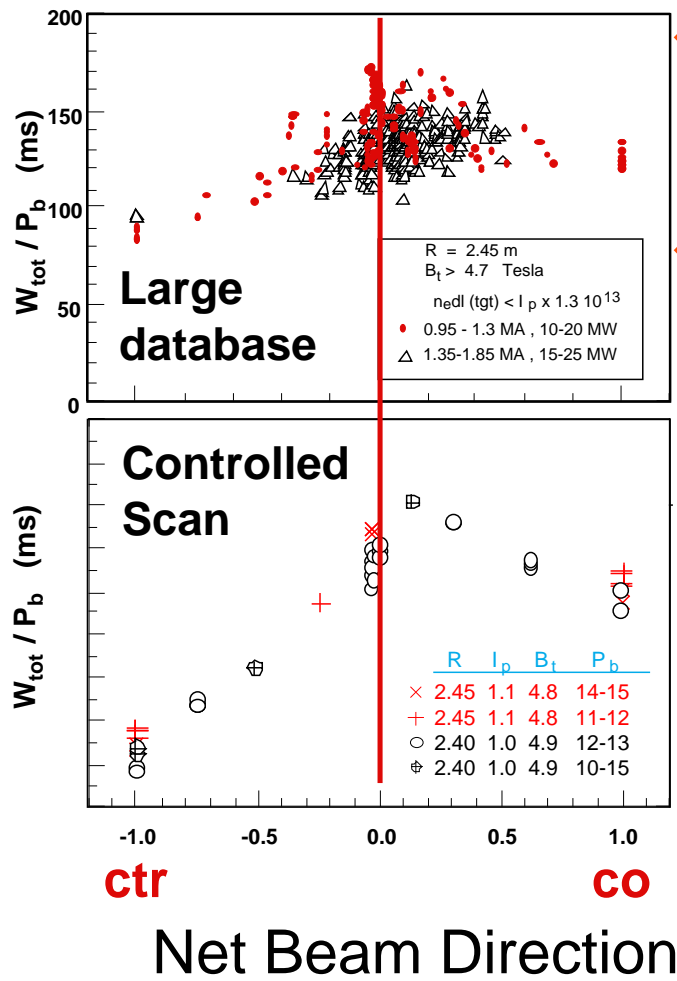 200
150
100
50
0
W_tot / P_b (ms)
Large
database
R = 2.45 m
B_t > 4.7 Tesla
n_e dl (tgt) < I_p x 1.3 10^13
0.95 - 1.3 MA , 10-20 MW
1.35-1.85 MA , 15-25 MW
Controlled
Scan
W_tot / P_b (ms)
R I_p B_t P_b
2.45 1.1 4.8 14-15
2.45 1.1 4.8 11-12
2.40 1.0 4.9 12-13
2.40 1.0 4.9 10-15
-1.0 -0.5 0.0 0.5 1.0
ctr co
Net Beam Direction